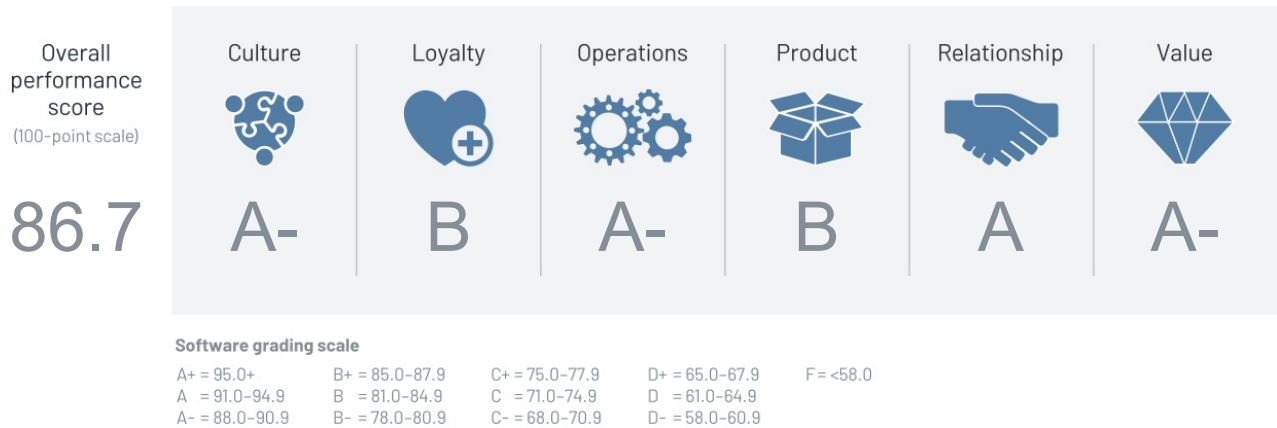 Overall
performance
score
(100-point scale)
86.7
Culture
A-
Loyalty
B
Operations
A-
Product
B
Relationship
A
Value
A-
Software grading scale
A+ = 95.0+
A = 91.0–94.9
A- = 88.0–90.9
B+ = 85.0–87.9
B = 81.0–84.9
B- = 78.0–80.9
C+ = 75.0–77.9
C = 71.0–74.9
C- = 68.0–70.9
D+ = 65.0–67.9
D = 61.0–64.9
D- = 58.0–60.9
F = <58.0